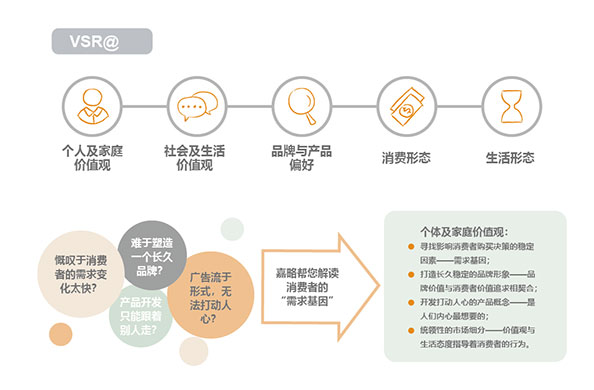 VSR@
个人及家庭
价值观
社会及生活
价值观
品牌与产品
偏好
消费形态
生活形态
慨叹于消费
者的需求变
化太快?
难于塑造
一个长久
品牌?
产品开发
只能跟着
别人走?
广告流于
形式,无
法打动人
心?
嘉略帮您解读
消费者的
“需求基因”
个体及家庭价值观:
寻找影响消费者购买决策的稳定
因素——需求基因;
打造长久稳定的品牌形象——品
牌价值与消费者价值追求相契合;
开发打动人心的产品概念——是
人们内心最想要的;
统领性的市场细分——价值观与
生活态度指导着消费者的行为。